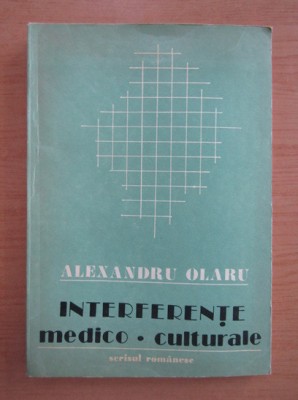 ALEXANDRU OLARU
INTERFERENȚE
medico • culturale
scrisul românesc